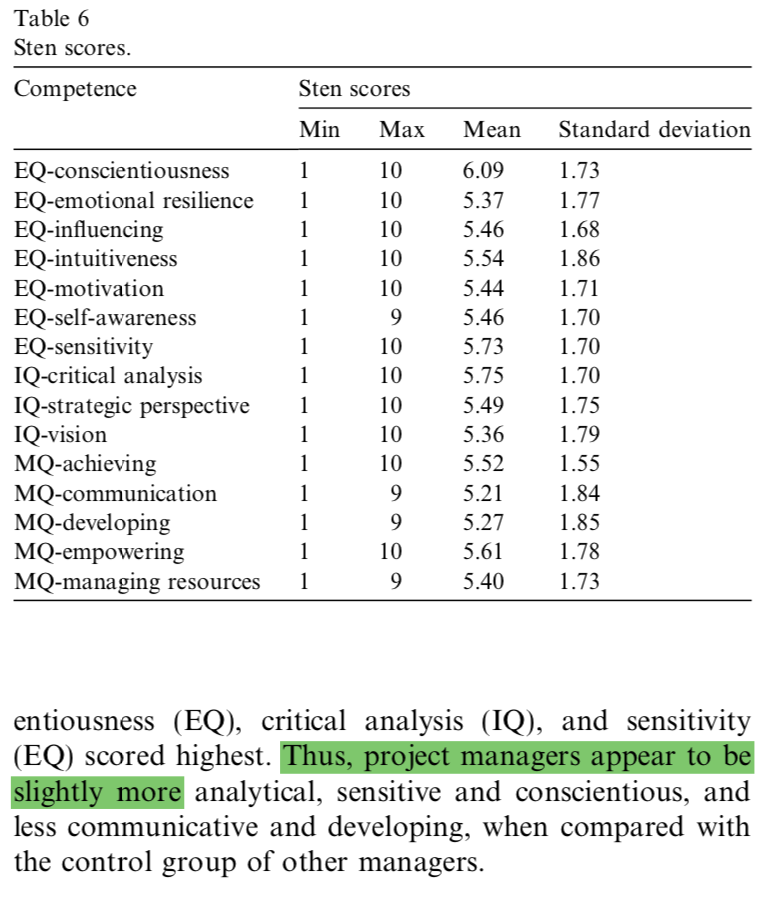 Table 6
Sten scores.
Competence Sten scores
Min Max Mean Standard deviation
EQ-conscientiousness 1 10 6.09 1.73
EQ-emotional resilience 1 10 5.37 1.77
EQ-influencing 1 10 5.46 1.68
EQ-intuitiveness 1 10 5.54 1.86
EQ-motivation 1 10 5.44 1.71
EQ-self-awareness 1 9 5.46 1.70
EQ-sensitivity 1 10 5.73 1.70
IQ-critical analysis 1 10 5.75 1.70
IQ-strategic perspective 1 10 5.49 1.75
IQ-vision 1 10 5.36 1.79
MQ-achieving 1 10 5.52 1.55
MQ-communication 1 9 5.21 1.84
MQ-developing 1 9 5.27 1.85
MQ-empowering 1 10 5.61 1.78
MQ-managing resources 1 9 5.40 1.73
entiousness (EQ), critical analysis (IQ), and sensitivity
(EQ) scored highest. Thus, project managers appear to be
slightly more analytical, sensitive and conscientious, and
less communicative and developing, when compared with
the control group of other managers.